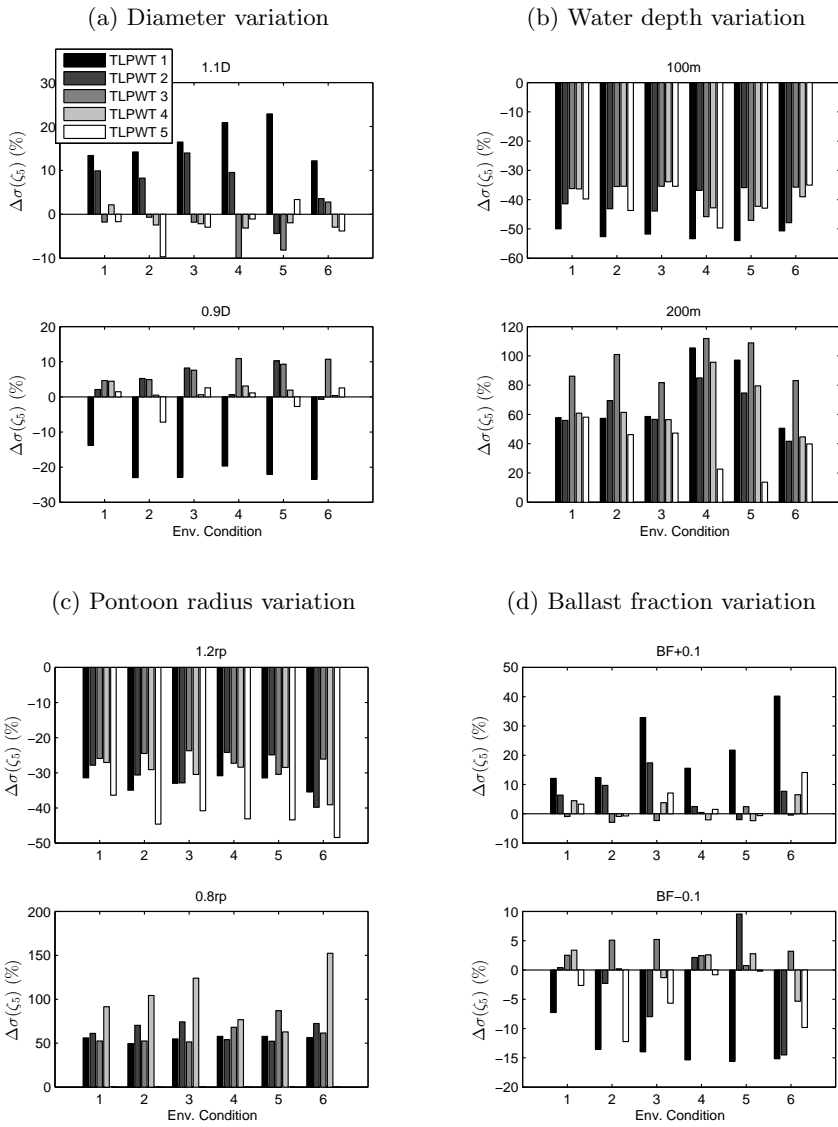 (a) Diameter variation
1.1D
TLPWT 1
TLPWT 2
TLPWT 3
TLPWT 4
TLPWT 5
30
20
10
0
−10
Δσ(ζ₅) (%)
1 2 3 4 5 6
0.9D
20
10
0
−10
−20
−30
Δσ(ζ₅) (%)
1 2 3 4 5 6
Env. Condition
(b) Water depth variation
100m
0
−10
−20
−30
−40
−50
−60
Δσ(ζ₅) (%)
1 2 3 4 5 6
200m
120
100
80
60
40
20
0
Δσ(ζ₅) (%)
1 2 3 4 5 6
Env. Condition
(c) Pontoon radius variation
1.2rp
0
−10
−20
−30
−40
−50
Δσ(ζ₅) (%)
1 2 3 4 5 6
0.8rp
200
150
100
50
0
Δσ(ζ₅) (%)
1 2 3 4 5 6
Env. Condition
(d) Ballast fraction variation
BF+0.1
50
40
30
20
10
0
−10
Δσ(ζ₅) (%)
1 2 3 4 5 6
BF−0.1
10
5
0
−5
−10
−15
−20
Δσ(ζ₅) (%)
1 2 3 4 5 6
Env. Condition